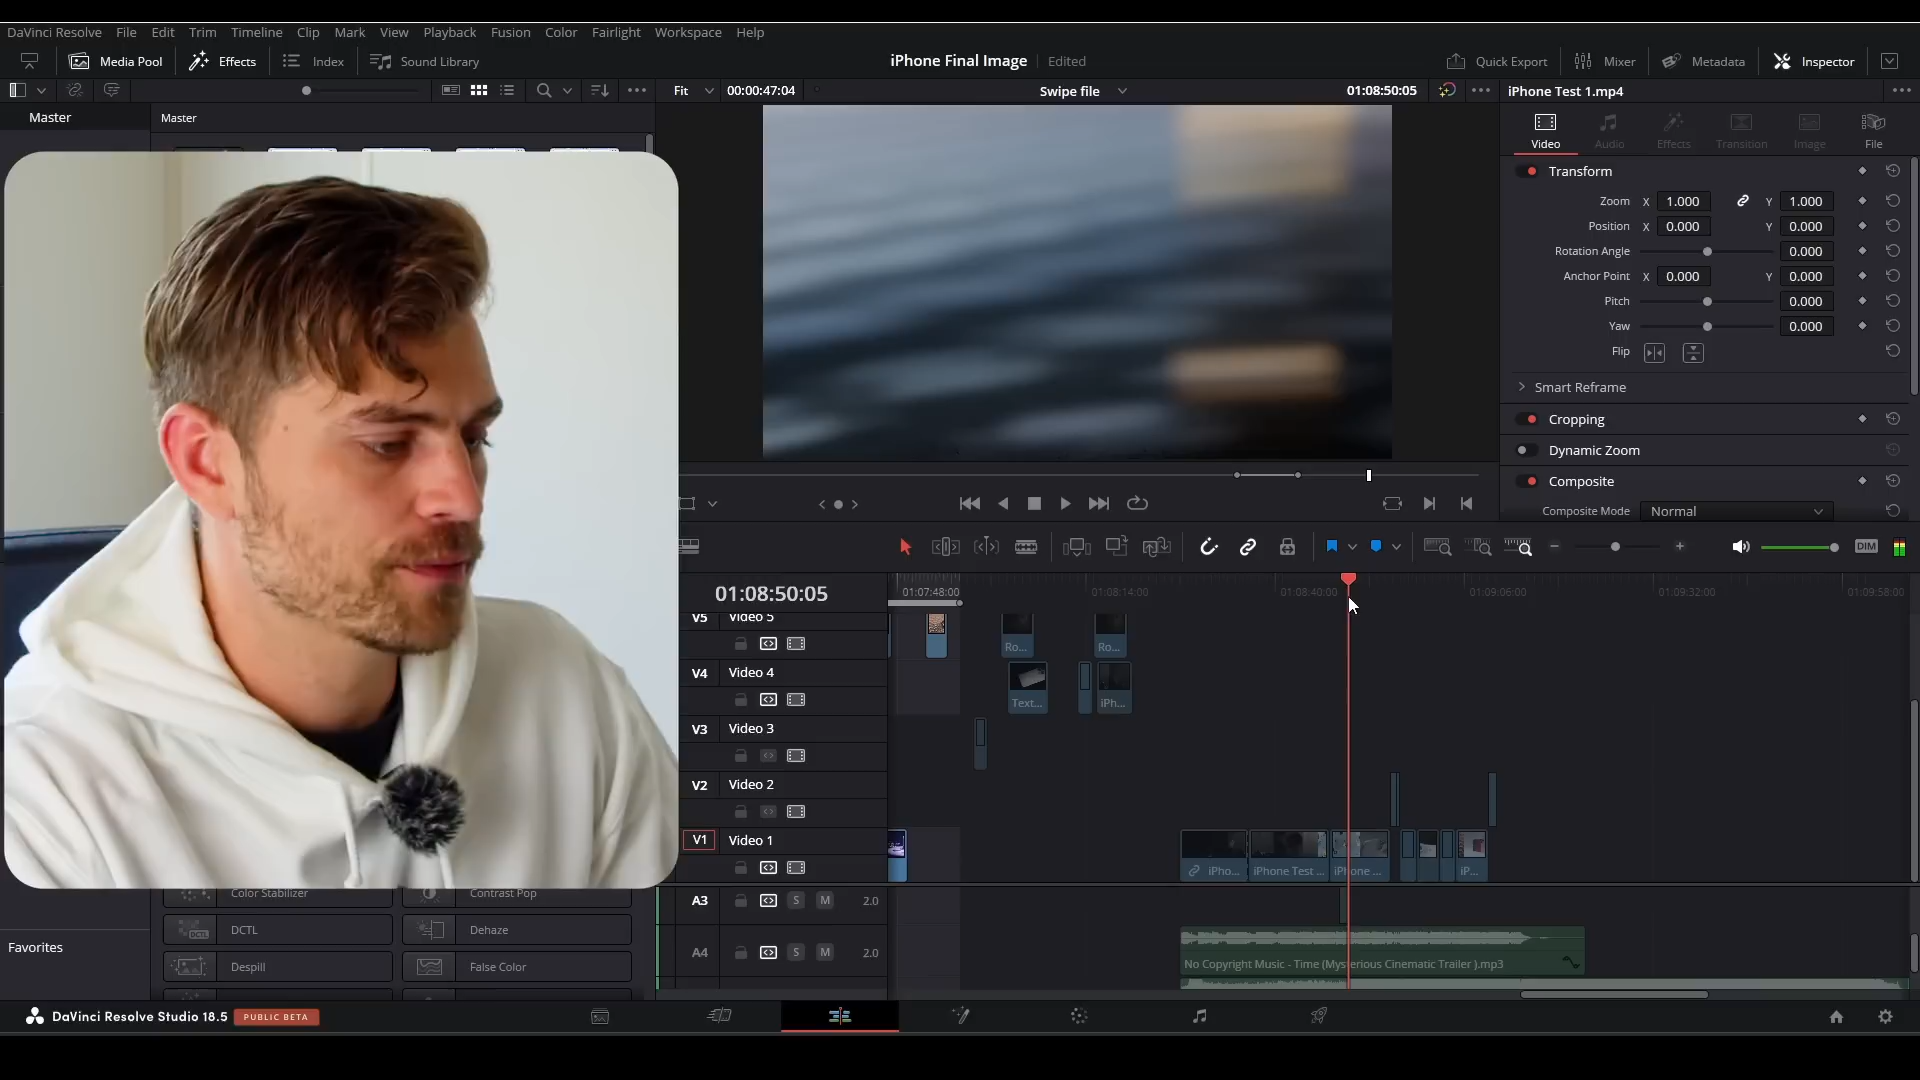 DaVinci Resolve File Edit Trim Timeline Clip Mark View Playback Fusion Color Fairlight Workspace Help
Media Pool Effects Index Sound Library iPhone Final Image Edited Quick Export Mixer Metadata Inspector
Fit 00:00:47:04 Swipe file 01:08:50:05 iPhone Test 1.mp4
Master Master
Video Audio Effects Transition Image File
Transform
Zoom X 1.000 Y 1.000
Position X 0.000 Y 0.000
Rotation Angle 0.000
Anchor Point X 0.000 Y 0.000
Pitch 0.000
Yaw 0.000
Flip
Smart Reframe
Cropping
Dynamic Zoom
Composite
Composite Mode Normal
DIM
01:08:50:05 01:07:48:00 01:08:14:00 01:08:40:00 01:09:06:00 01:09:32:00 01:09:58:00
V5 Video 5
Ro... Ro...
V4 Video 4
Text... iPh...
V3 Video 3
V2 Video 2
V1 Video 1
iPho... iPhone Test ... iPhone ... iP...
Color Stabilizer Contrast Pop
A3 S M 2.0
DCTL DCTL Dehaze
Favorites
A4 S M 2.0
Despill False Color
No Copyright Music - Time (Mysterious Cinematic Trailer ).mp3
DaVinci Resolve Studio 18.5 PUBLIC BETA